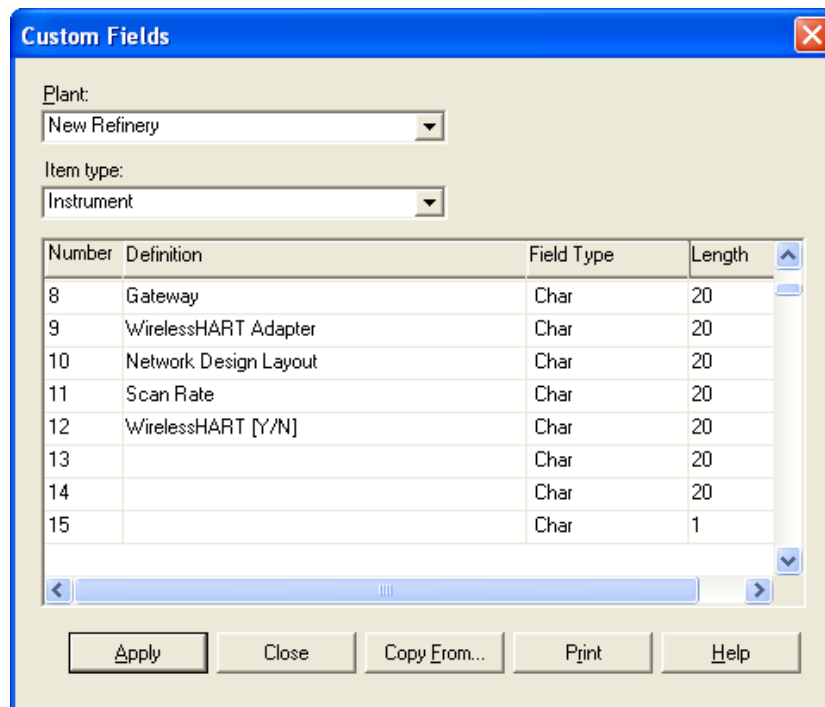 Custom Fields
Plant:
New Refinery
Item type:
Instrument
Number Definition Field Type Length
8 Gateway Char 20
9 WirelessHART Adapter Char 20
10 Network Design Layout Char 20
11 Scan Rate Char 20
12 WirelessHART [Y/N] Char 20
13 Char 20
14 Char 20
15 Char 1
Apply Close Copy From... Print Help